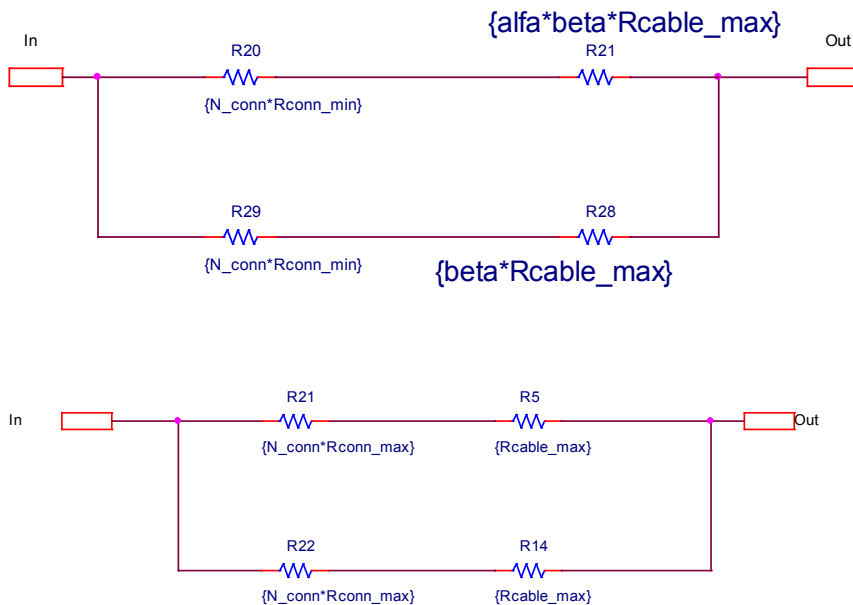 {alfa*beta*Rcable_max}
In
R20
R21
Out
{N_conn*Rconn_min}
R29
R28
{N_conn*Rconn_min}
{beta*Rcable_max}
R21
R5
In
Out
{N_conn*Rconn_max}
{Rcable_max}
R22
R14
{N_conn*Rconn_max}
{Rcable_max}